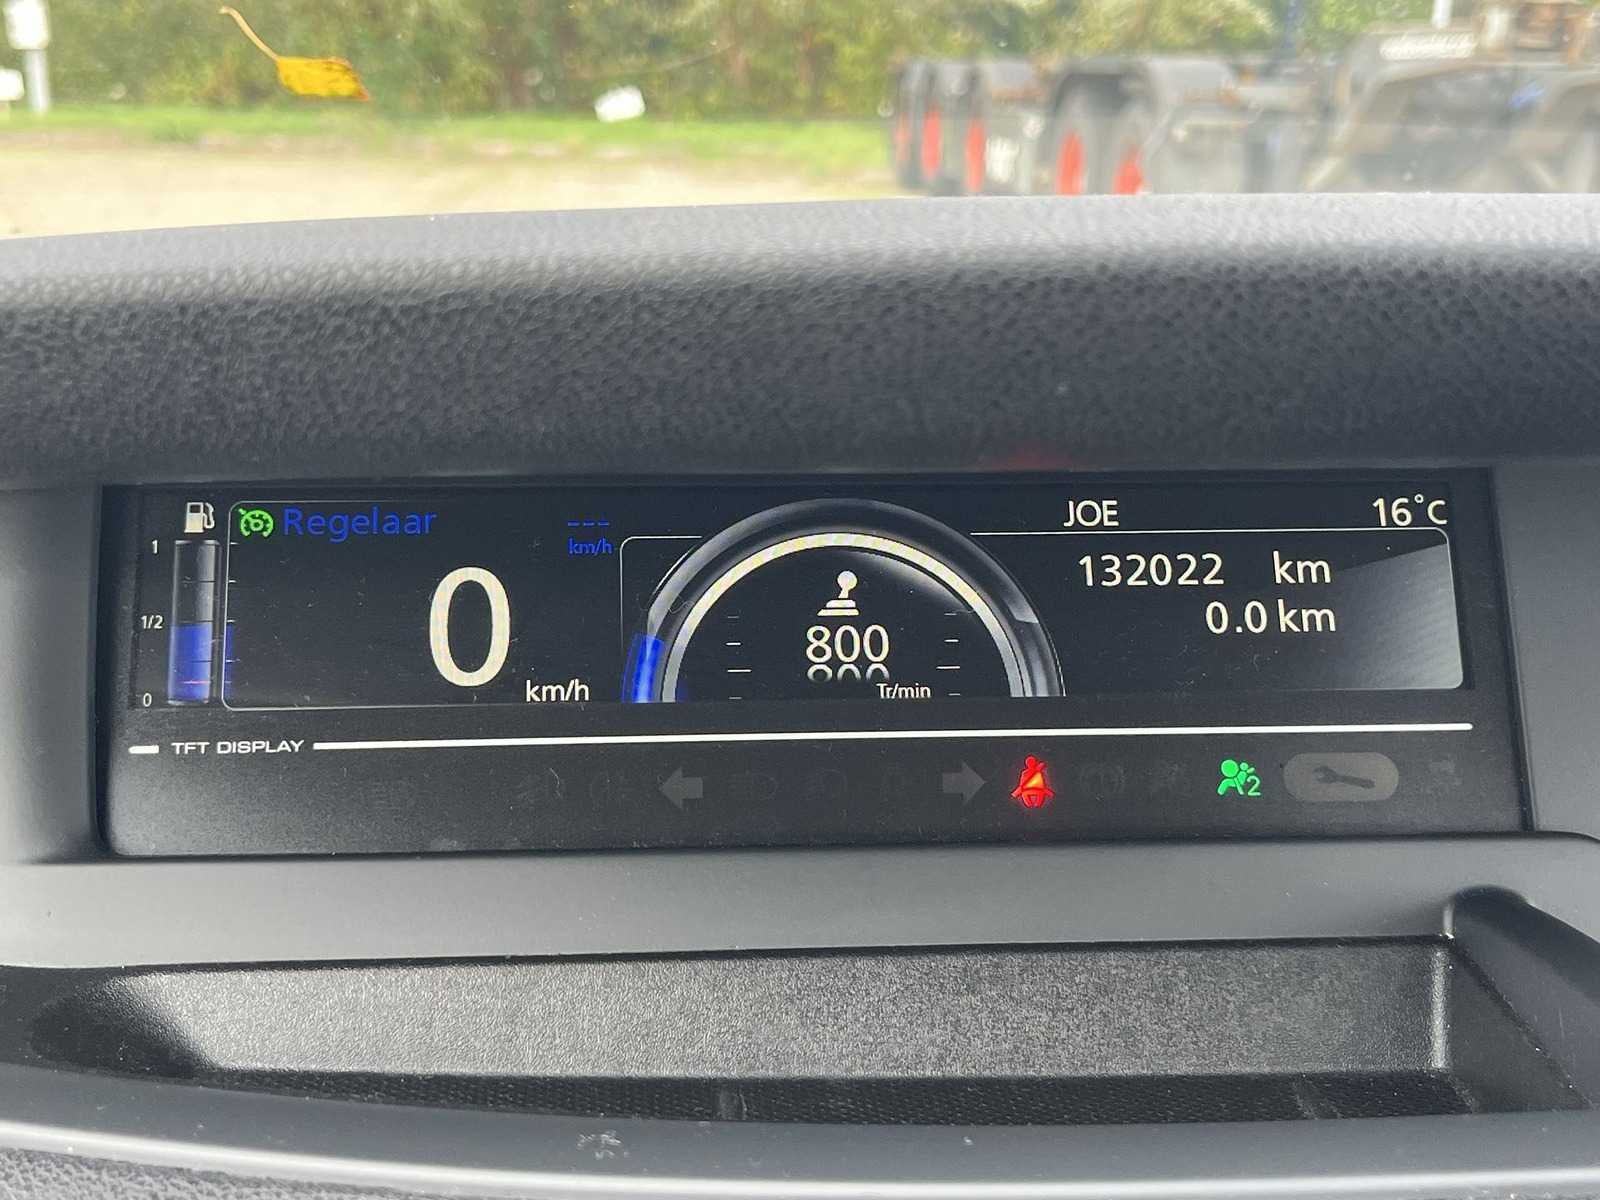 Regelaar
---
km/h
JOE
16°C
1
1/2
0
0
km/h
800
Tr/min
132022 km
0.0 km
TFT DISPLAY
2